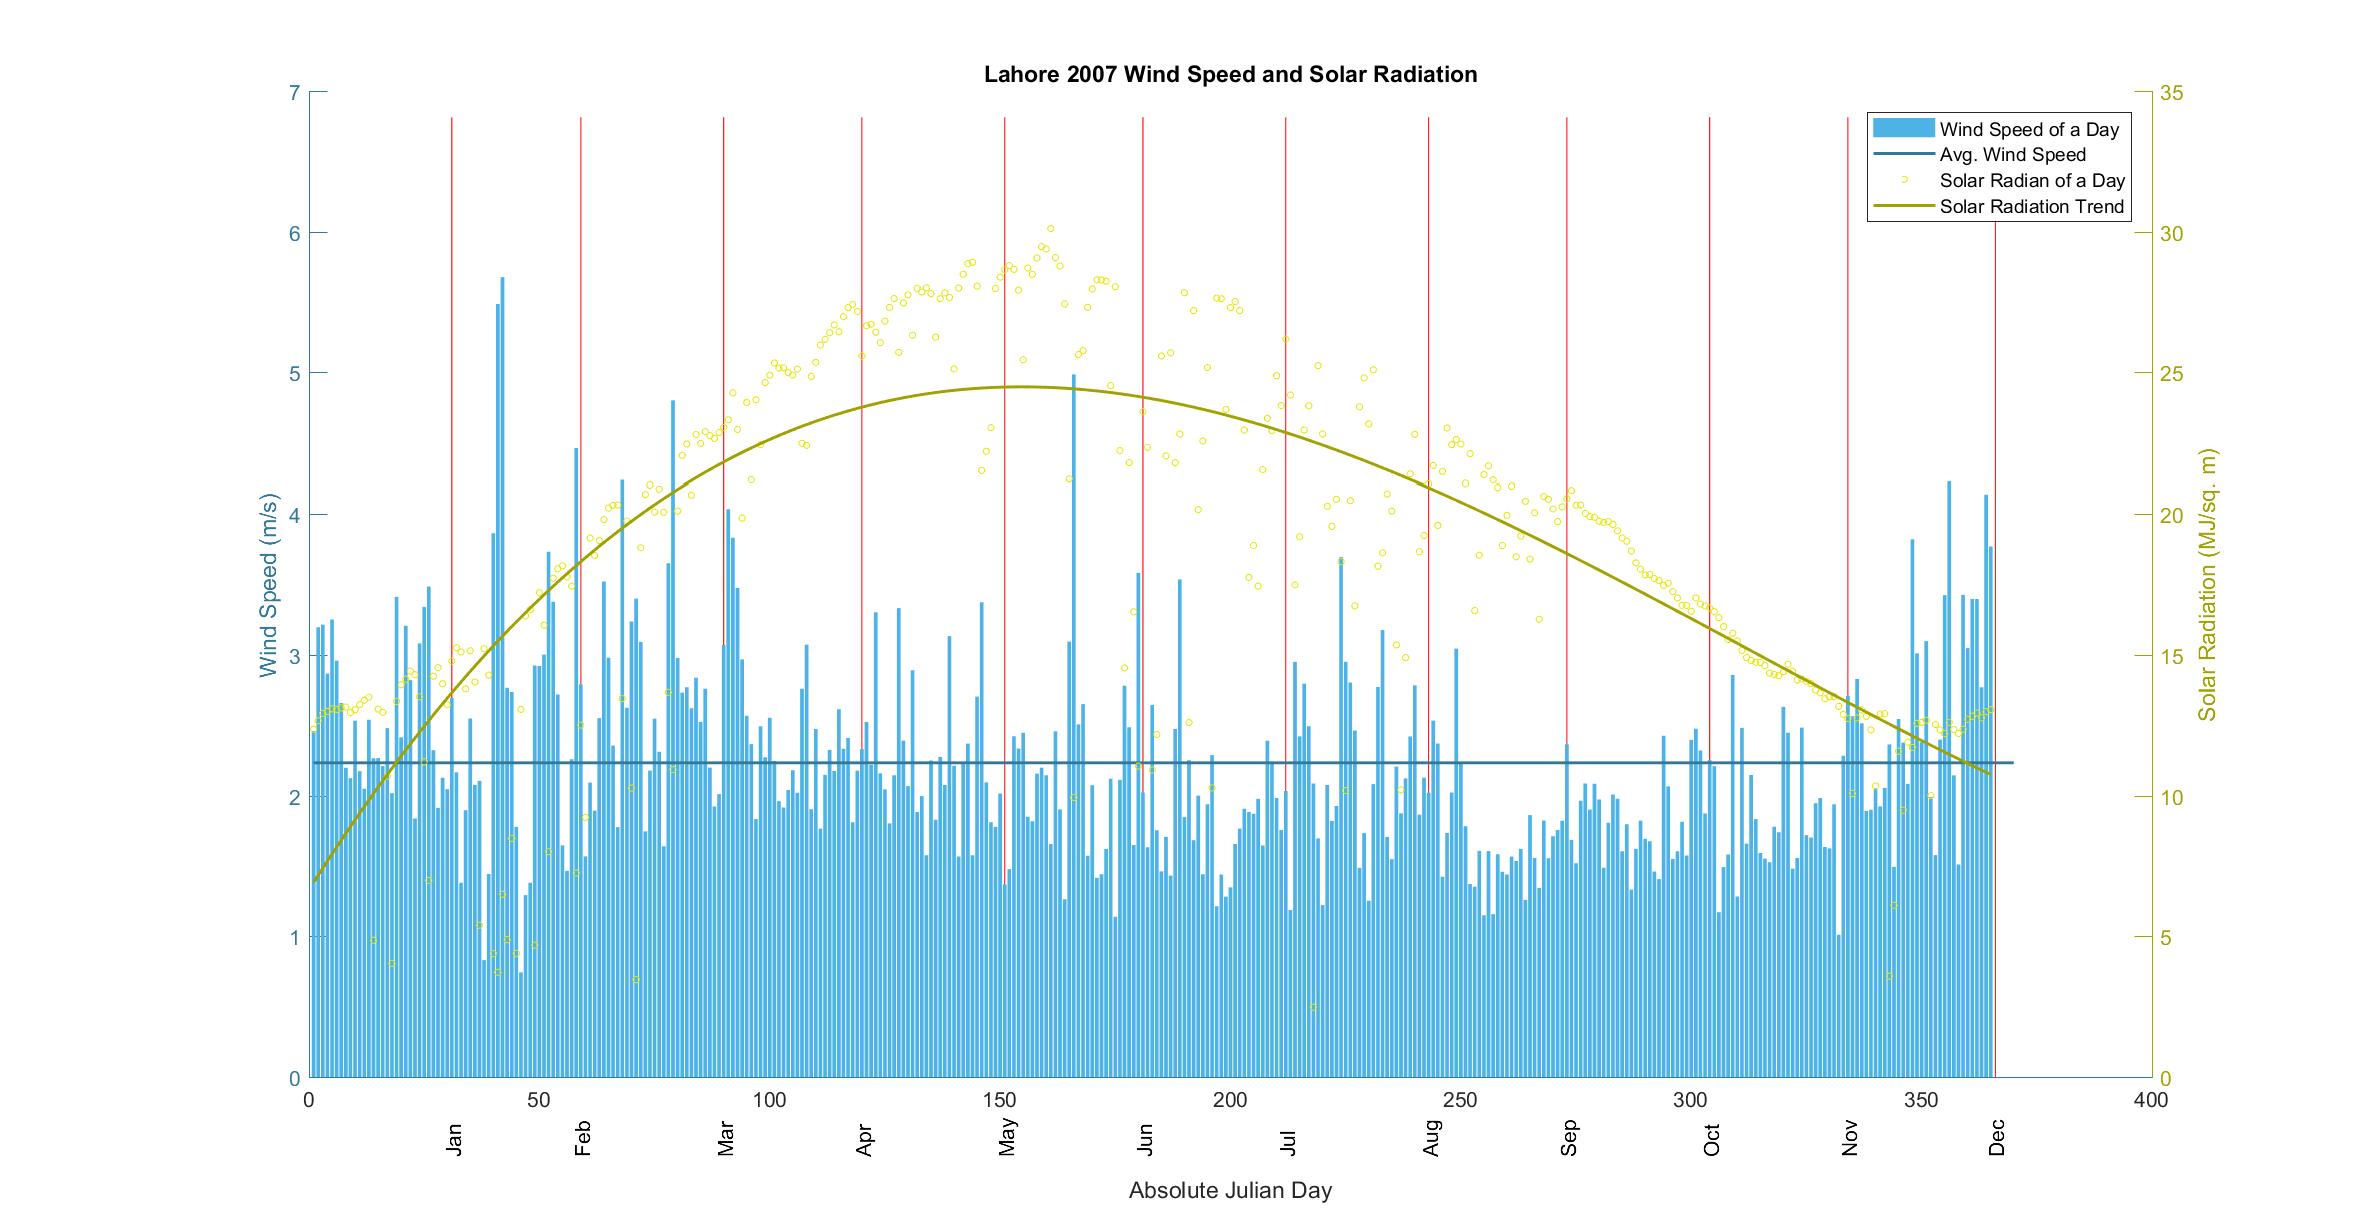 Lahore 2007 Wind Speed and Solar Radiation
7
6
5
4
3
2
1
0
Wind Speed (m/s)
35
30
25
20
15
10
5
0
Solar Radiation (MJ/sq. m)
Wind Speed of a Day
Avg. Wind Speed
Solar Radian of a Day
Solar Radiation Trend
0 50 100 150 200 250 300 350 400
Jan Feb Mar Apr May Jun Jul Aug Sep Oct Nov Dec
Absolute Julian Day